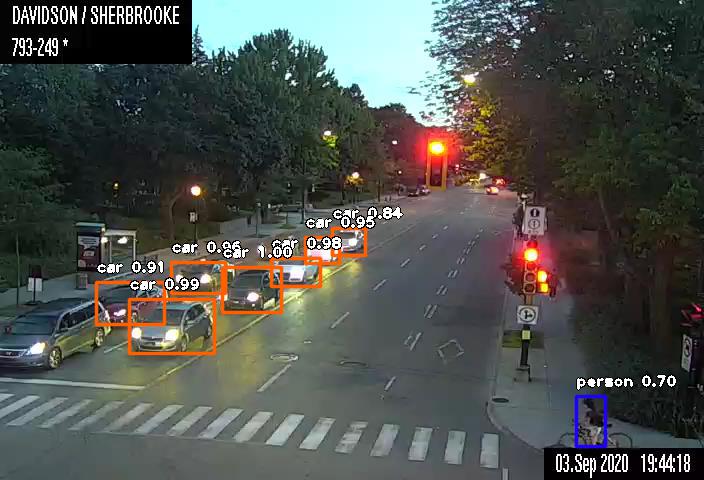 DAVIDSON / SHERBROOKE
793-249 *
car 0.84
car 0.95
car 0.96
car 1.00
car 0.98
car 0.91
car 0.99
person 0.70
03.Sep 2020 19:44:18